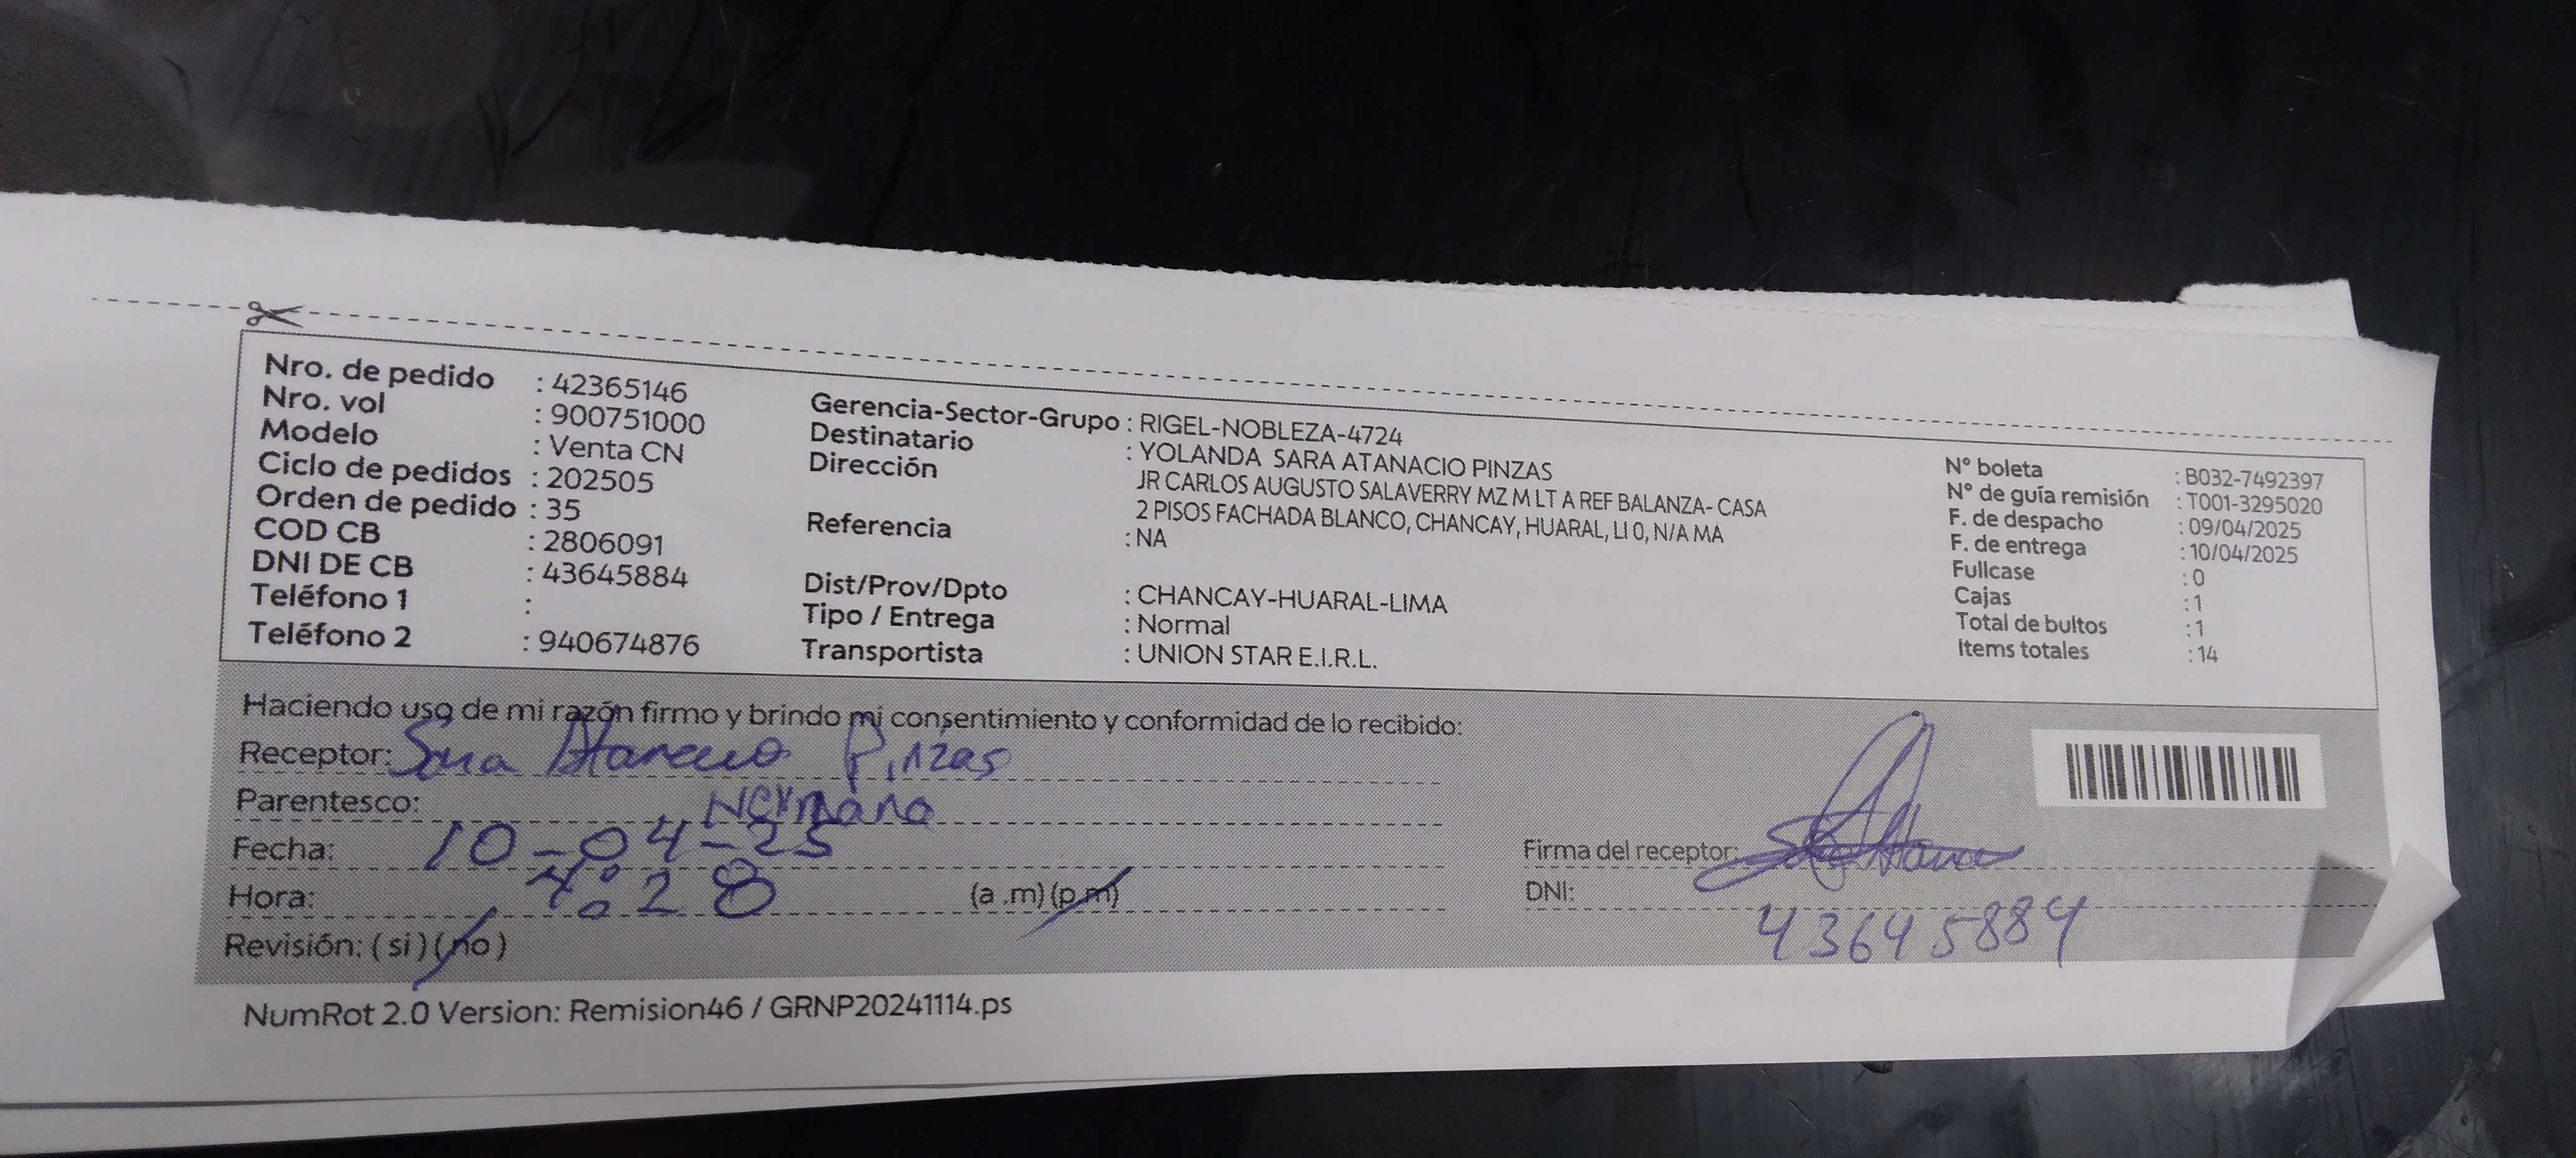 Nro. de pedido : 42365146
Nro. vol : 900751000
Modelo : Venta CN
Ciclo de pedidos : 202505
Orden de pedido : 35
COD CB : 2806091
DNI DE CB : 43645884
Teléfono 1 :
Teléfono 2 : 940674876
Gerencia-Sector-Grupo : RIGEL-NOBLEZA-4724
Destinatario : YOLANDA SARA ATANACIO PINZAS
Dirección JR CARLOS AUGUSTO SALAVERRY MZ M LT A REF BALANZA- CASA
2 PISOS FACHADA BLANCO, CHANCAY, HUARAL, LI 0, N/A MA
Referencia : NA
Dist/Prov/Dpto : CHANCAY-HUARAL-LIMA
Tipo / Entrega : Normal
Transportista : UNION STAR E.I.R.L.
N° boleta : B032-7492397
N° de guía remisión : T001-3295020
F. de despacho : 09/04/2025
F. de entrega : 10/04/2025
Fullcase : 0
Cajas : 1
Total de bultos : 1
Items totales : 14
Haciendo uso de mi razón firmo y brindo mi consentimiento y conformidad de lo recibido:
Receptor: Sara Atanacio Pinzas
Parentesco: Hermana
Fecha: 10-04-25
Hora: 4:28 (a .m) (p.m)
Revisión: ( si ) ( no )
Firma del receptor:
DNI: 43645884
NumRot 2.0 Version: Remision46 / GRNP20241114.ps